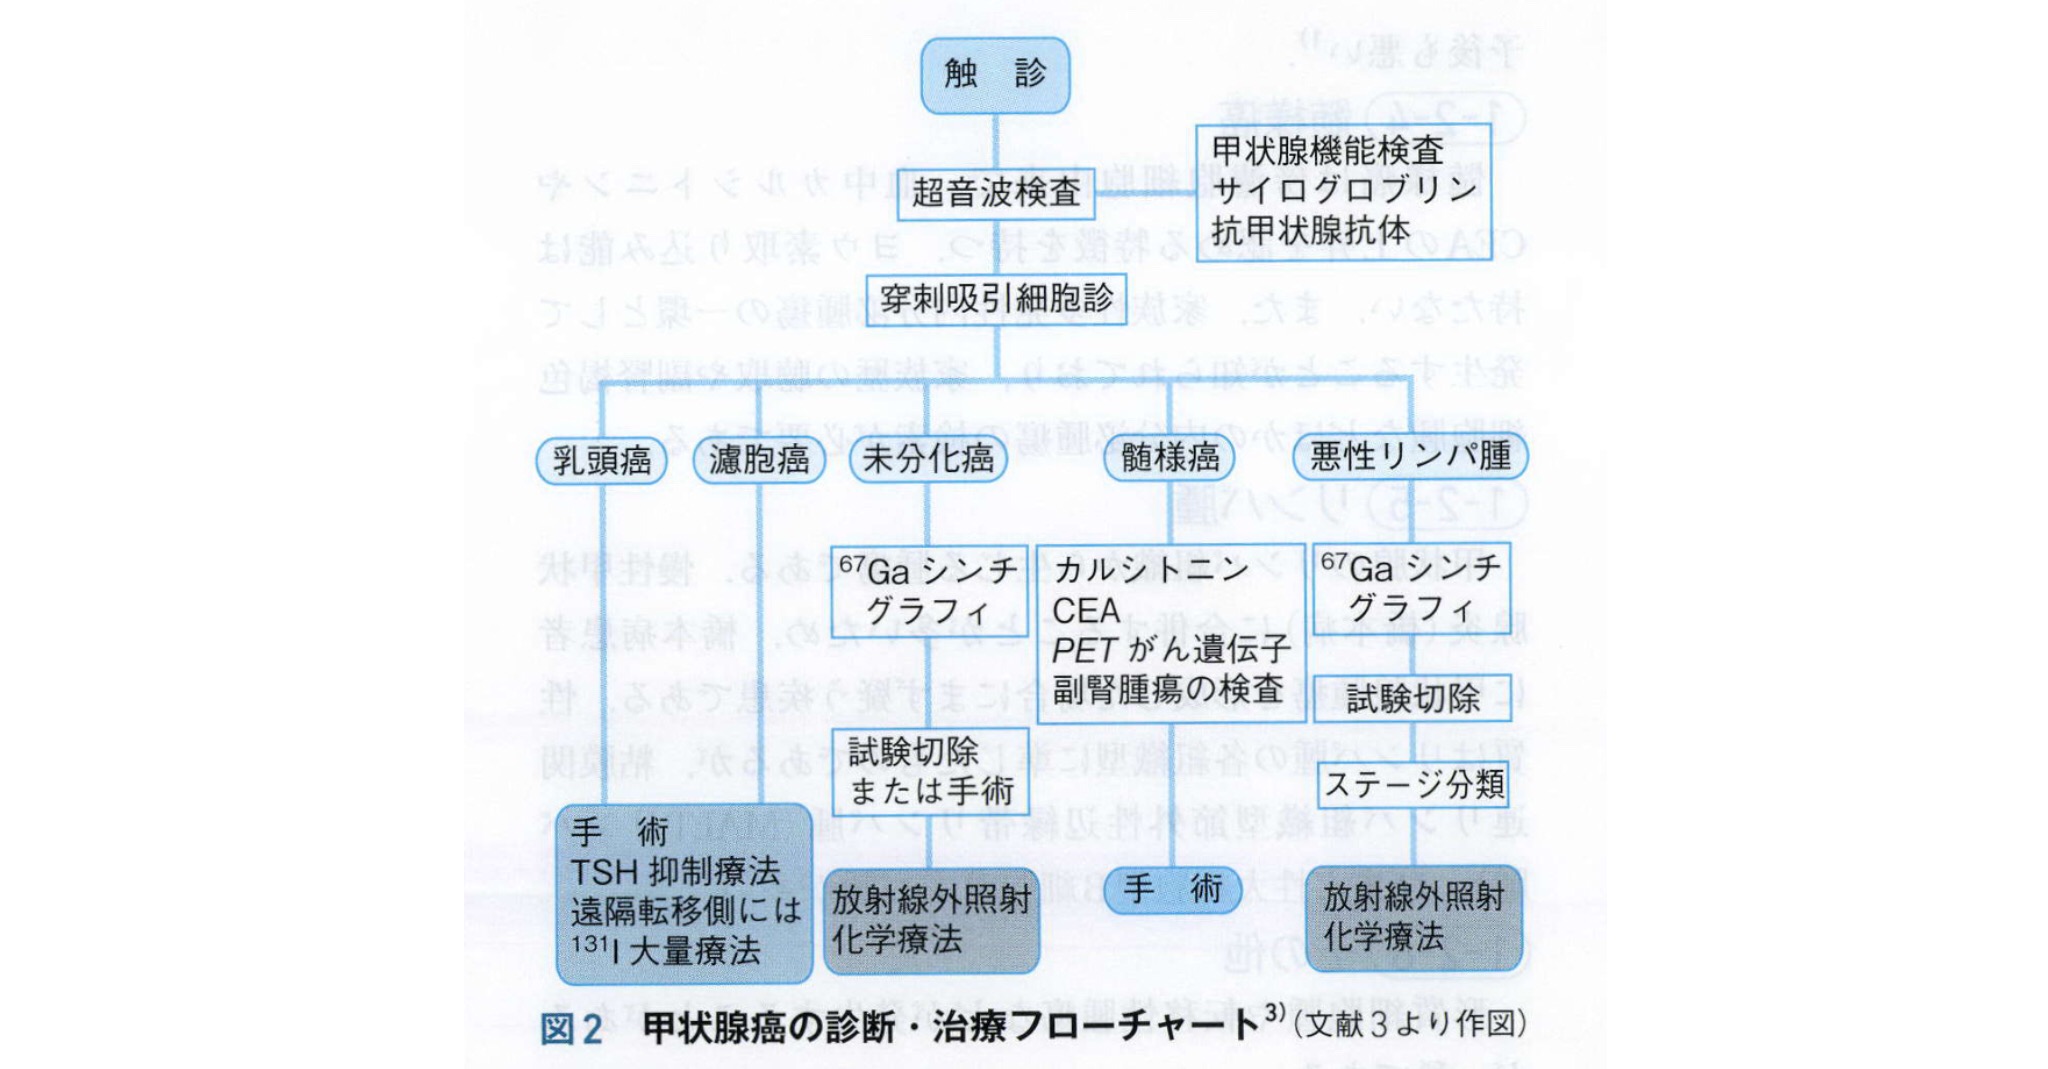 触 診
超音波検査
甲状腺機能検査
サイログロブリン
抗甲状腺抗体
穿刺吸引細胞診
乳頭癌
濾胞癌
未分化癌
髄様癌
悪性リンパ腫
67Ga シンチ
グラフィ
カルシトニン
CEA
PET がん遺伝子
副腎腫瘍の検査
67Ga シンチ
グラフィ
試験切除
試験切除
または手術
ステージ分類
手 術
TSH 抑制療法
遠隔転移側には
131I 大量療法
放射線外照射
化学療法
手 術
放射線外照射
化学療法
図2 甲状腺癌の診断・治療フローチャート3)(文献3より作図)